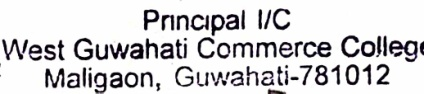 Principal I/C
West Guwahati Commerce College
Maligaon, Guwahati-781012